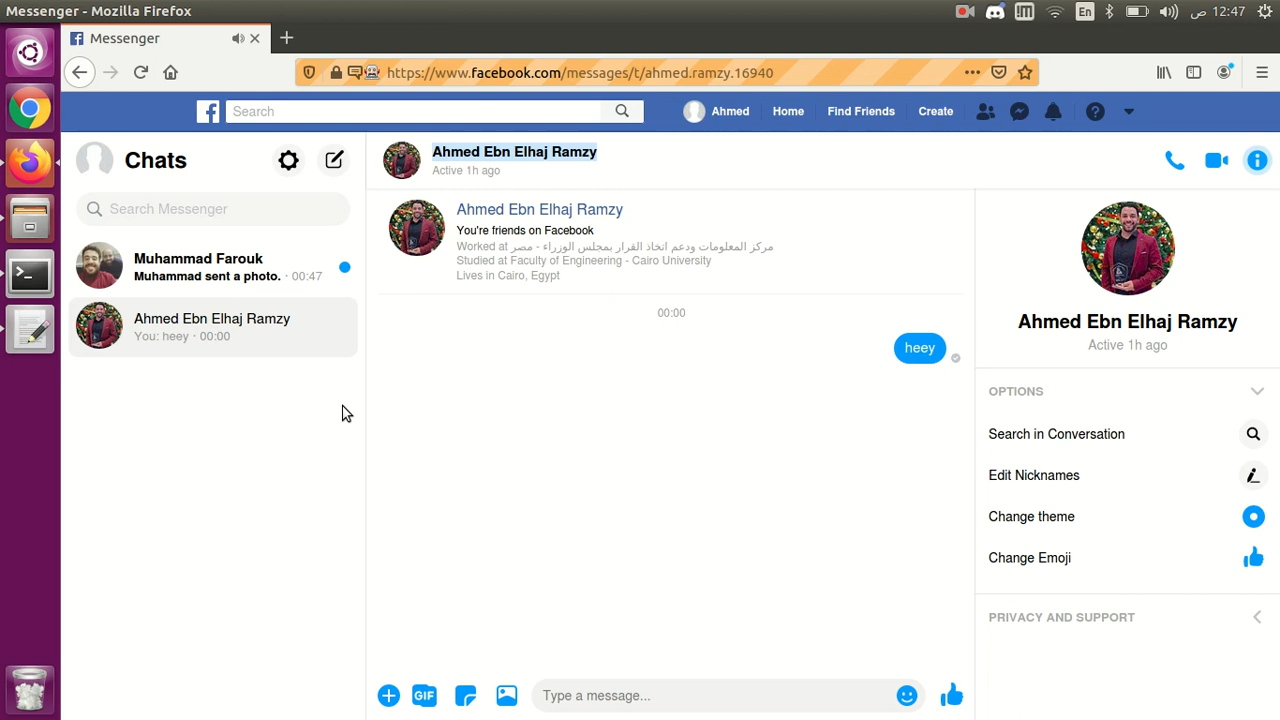 Messenger - Mozilla Firefox
En
12:47 ص
Messenger
https://www.facebook.com/messages/t/ahmed.ramzy.16940
Search
Ahmed
Home
Find Friends
Create
Chats
Search Messenger
Muhammad Farouk
Muhammad sent a photo. · 00:47
Ahmed Ebn Elhaj Ramzy
You: heey · 00:00
Ahmed Ebn Elhaj Ramzy
Active 1h ago
Ahmed Ebn Elhaj Ramzy
You're friends on Facebook
Worked at مركز المعلومات ودعم اتخاذ القرار بمجلس الوزراء - مصر
Studied at Faculty of Engineering - Cairo University
Lives in Cairo, Egypt
00:00
heey
GIF
Type a message...
Ahmed Ebn Elhaj Ramzy
Active 1h ago
OPTIONS
Search in Conversation
Edit Nicknames
Change theme
Change Emoji
PRIVACY AND SUPPORT